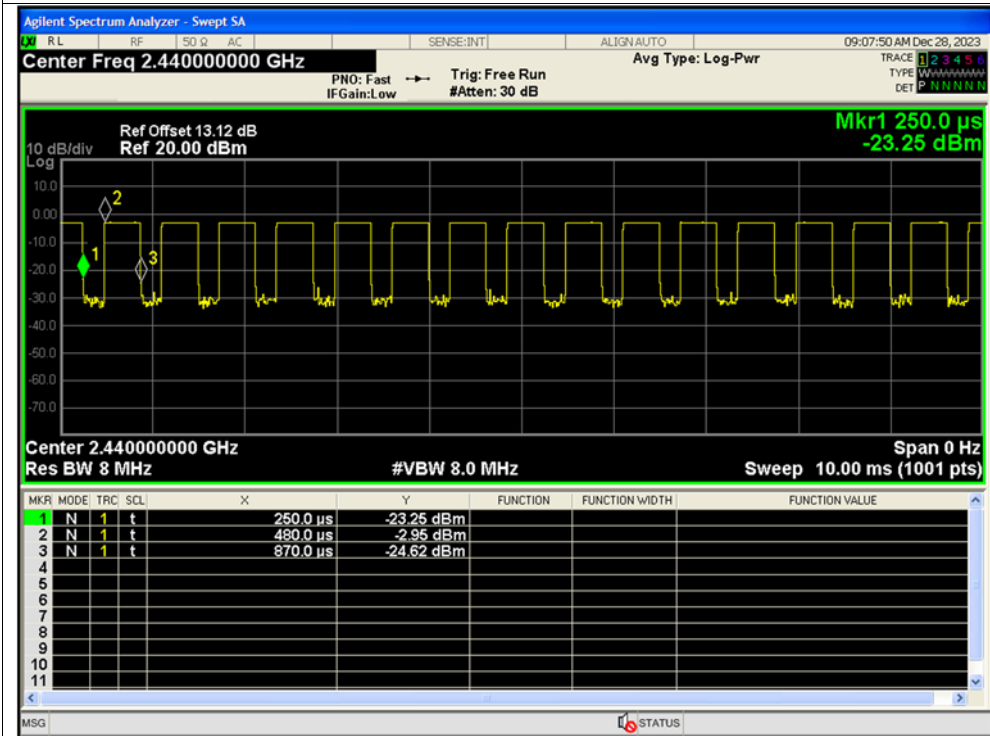 Agilent Spectrum Analyzer - Swept SA
LXI RL RF 50 Ω AC SENSE:INT ALIGN AUTO 09:07:50 AM Dec 28, 2023
Center Freq 2.440000000 GHz Avg Type: Log-Pwr TRACE 1 2 3 4 5 6
PNO: Fast Trig: Free Run TYPE W
IFGain:Low #Atten: 30 dB DET P N N N N N
Mkr1 250.0 µs
Ref Offset 13.12 dB
10 dB/div Ref 20.00 dBm -23.25 dBm
Log
10.0
2
0.00
-10.0
1
3
-20.0
-30.0
-40.0
-50.0
-60.0
-70.0
Center 2.440000000 GHz Span 0 Hz
Res BW 8 MHz #VBW 8.0 MHz Sweep 10.00 ms (1001 pts)
MKR MODE TRC SCL X Y FUNCTION FUNCTION WIDTH FUNCTION VALUE
1 N 1 t 250.0 µs -23.25 dBm
2 N 1 t 480.0 µs -2.95 dBm
3 N 1 t 870.0 µs -24.62 dBm
4
5
6
7
8
9
10
11
MSG STATUS